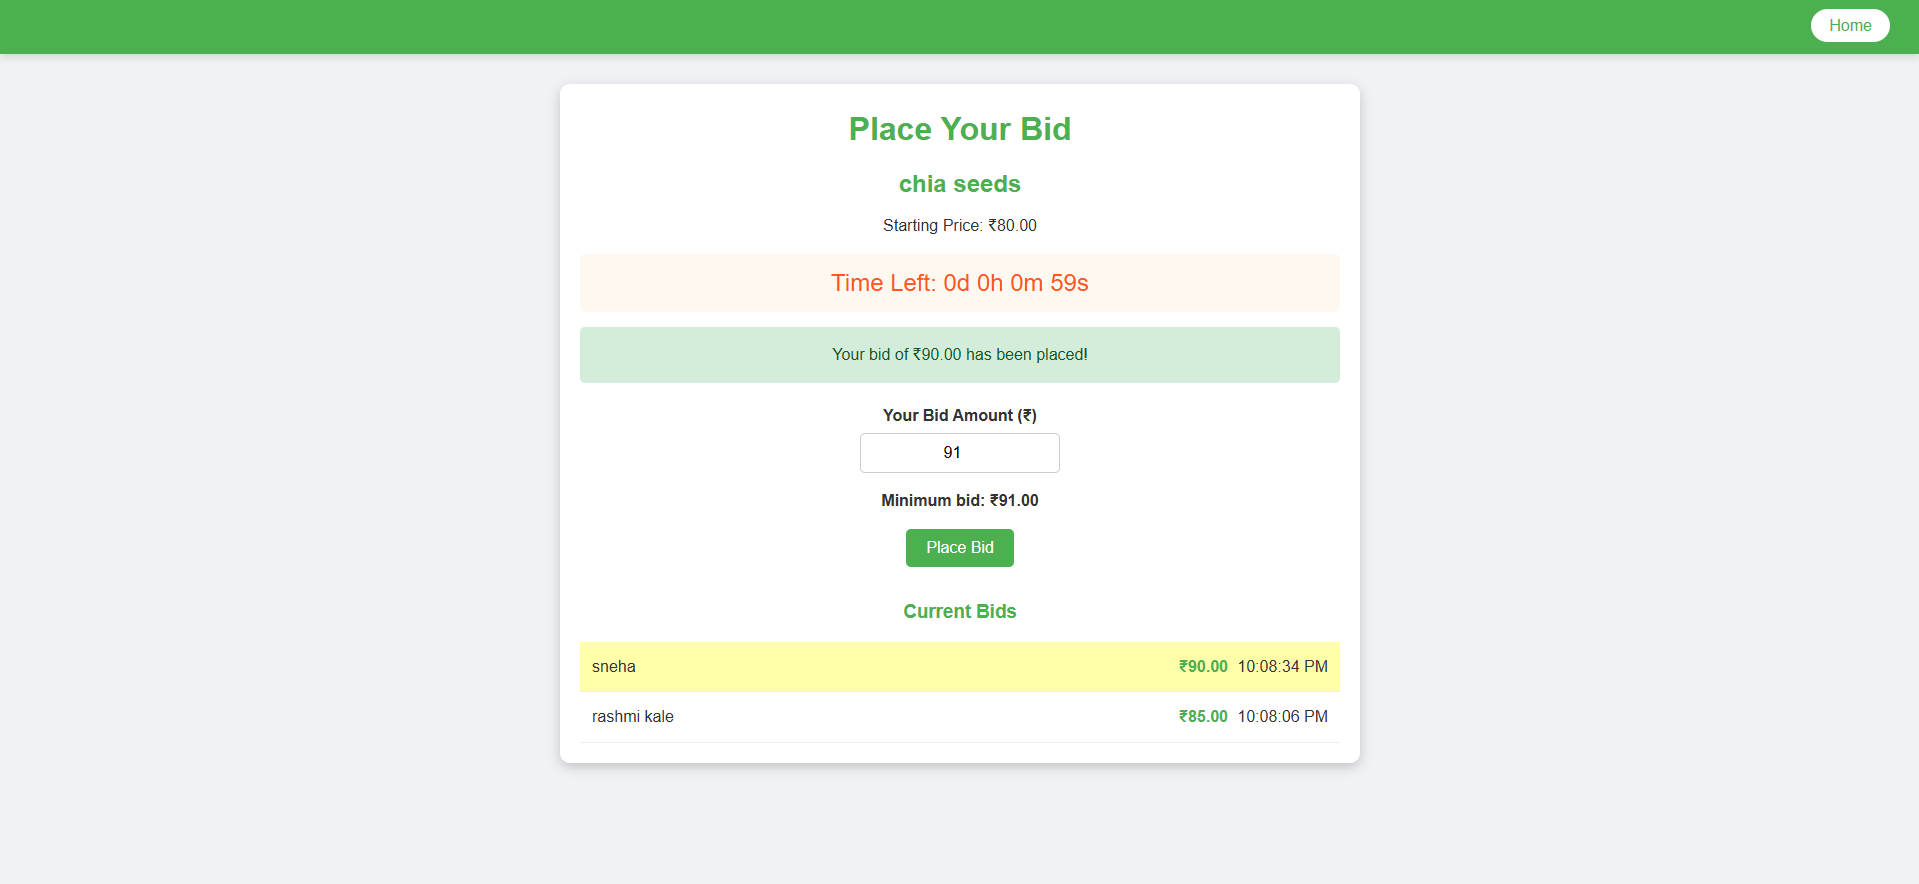 Home
Place Your Bid
chia seeds
Starting Price: ₹80.00
Time Left: 0d 0h 0m 59s
Your bid of ₹90.00 has been placed!
Your Bid Amount (₹)
91
Minimum bid: ₹91.00
Place Bid
Current Bids
sneha ₹90.00 10:08:34 PM
rashmi kale ₹85.00 10:08:06 PM